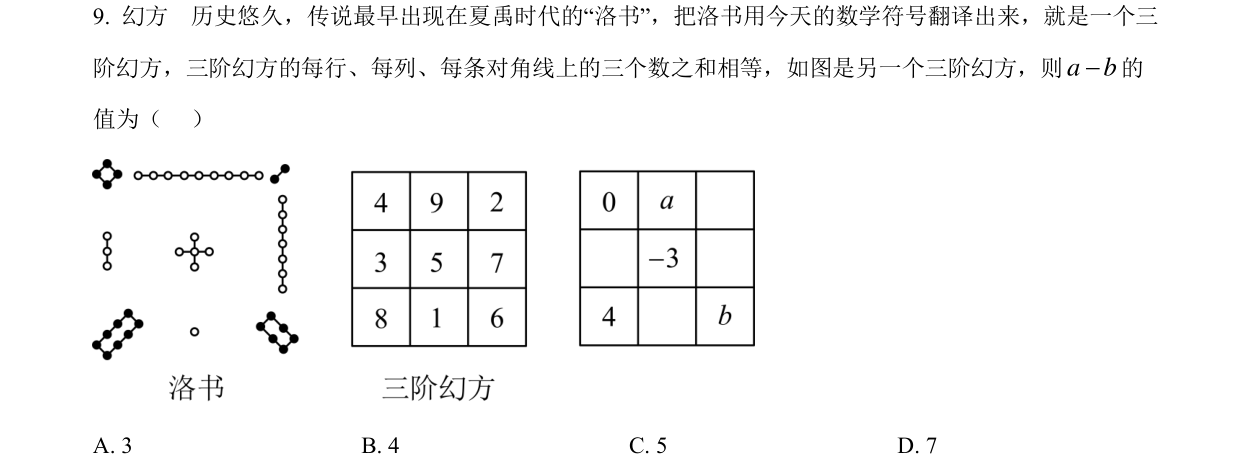 9. 幻方 历史悠久，传说最早出现在夏禹时代的“洛书”，把洛书用今天的数学符号翻译出来，就是一个三
阶幻方，三阶幻方的每行、每列、每条对角线上的三个数之和相等，如图是另一个三阶幻方，则a－b的
值为（ ）
4 9 2
3 5 7
8 1 6
0 a
−3
4 b
洛书 三阶幻方
A. 3 B. 4 C. 5 D. 7